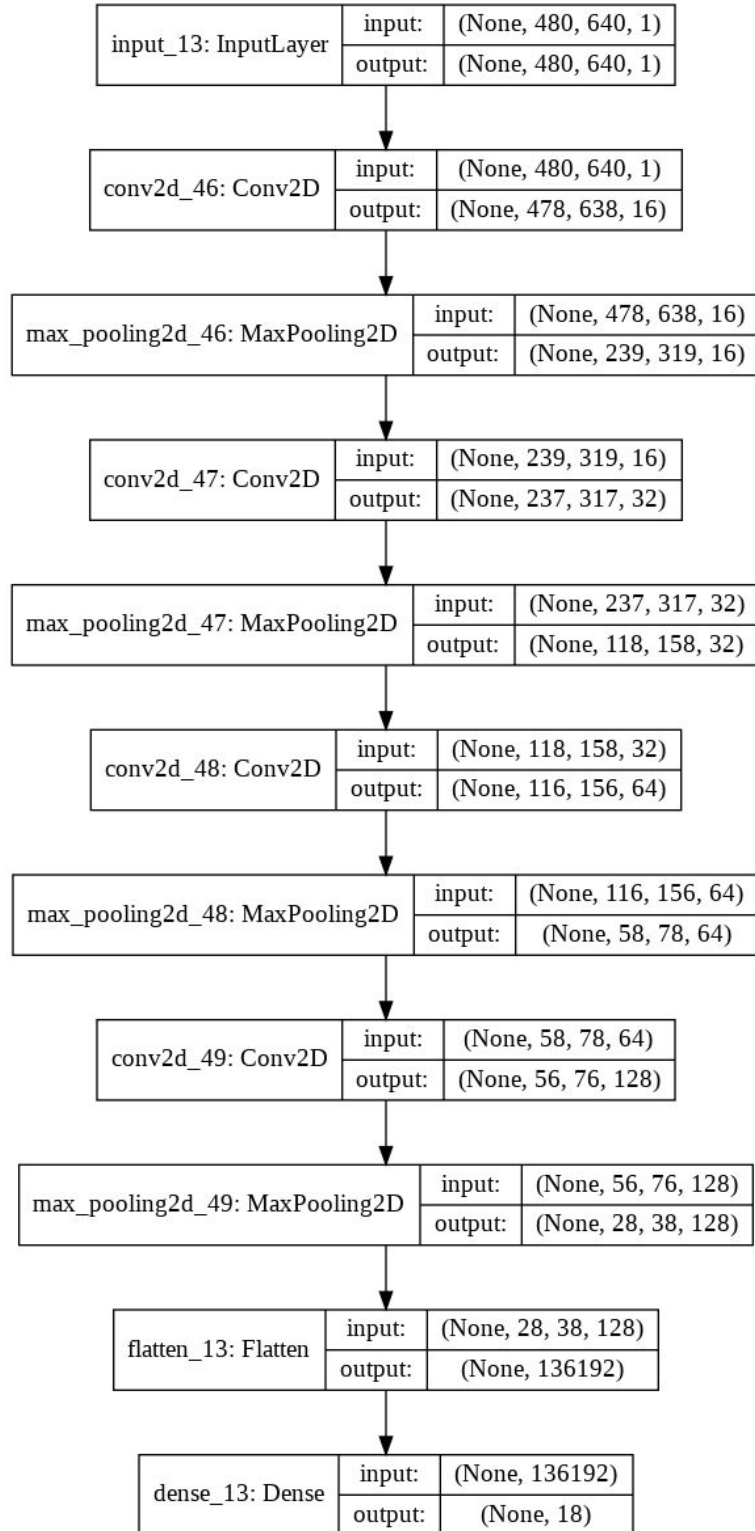 input_13: InputLayer
input: (None, 480, 640, 1)
output: (None, 480, 640, 1)
conv2d_46: Conv2D
input: (None, 480, 640, 1)
output: (None, 478, 638, 16)
max_pooling2d_46: MaxPooling2D
input: (None, 478, 638, 16)
output: (None, 239, 319, 16)
conv2d_47: Conv2D
input: (None, 239, 319, 16)
output: (None, 237, 317, 32)
max_pooling2d_47: MaxPooling2D
input: (None, 237, 317, 32)
output: (None, 118, 158, 32)
conv2d_48: Conv2D
input: (None, 118, 158, 32)
output: (None, 116, 156, 64)
max_pooling2d_48: MaxPooling2D
input: (None, 116, 156, 64)
output: (None, 58, 78, 64)
conv2d_49: Conv2D
input: (None, 58, 78, 64)
output: (None, 56, 76, 128)
max_pooling2d_49: MaxPooling2D
input: (None, 56, 76, 128)
output: (None, 28, 38, 128)
flatten_13: Flatten
input: (None, 28, 38, 128)
output: (None, 136192)
dense_13: Dense
input: (None, 136192)
output: (None, 18)